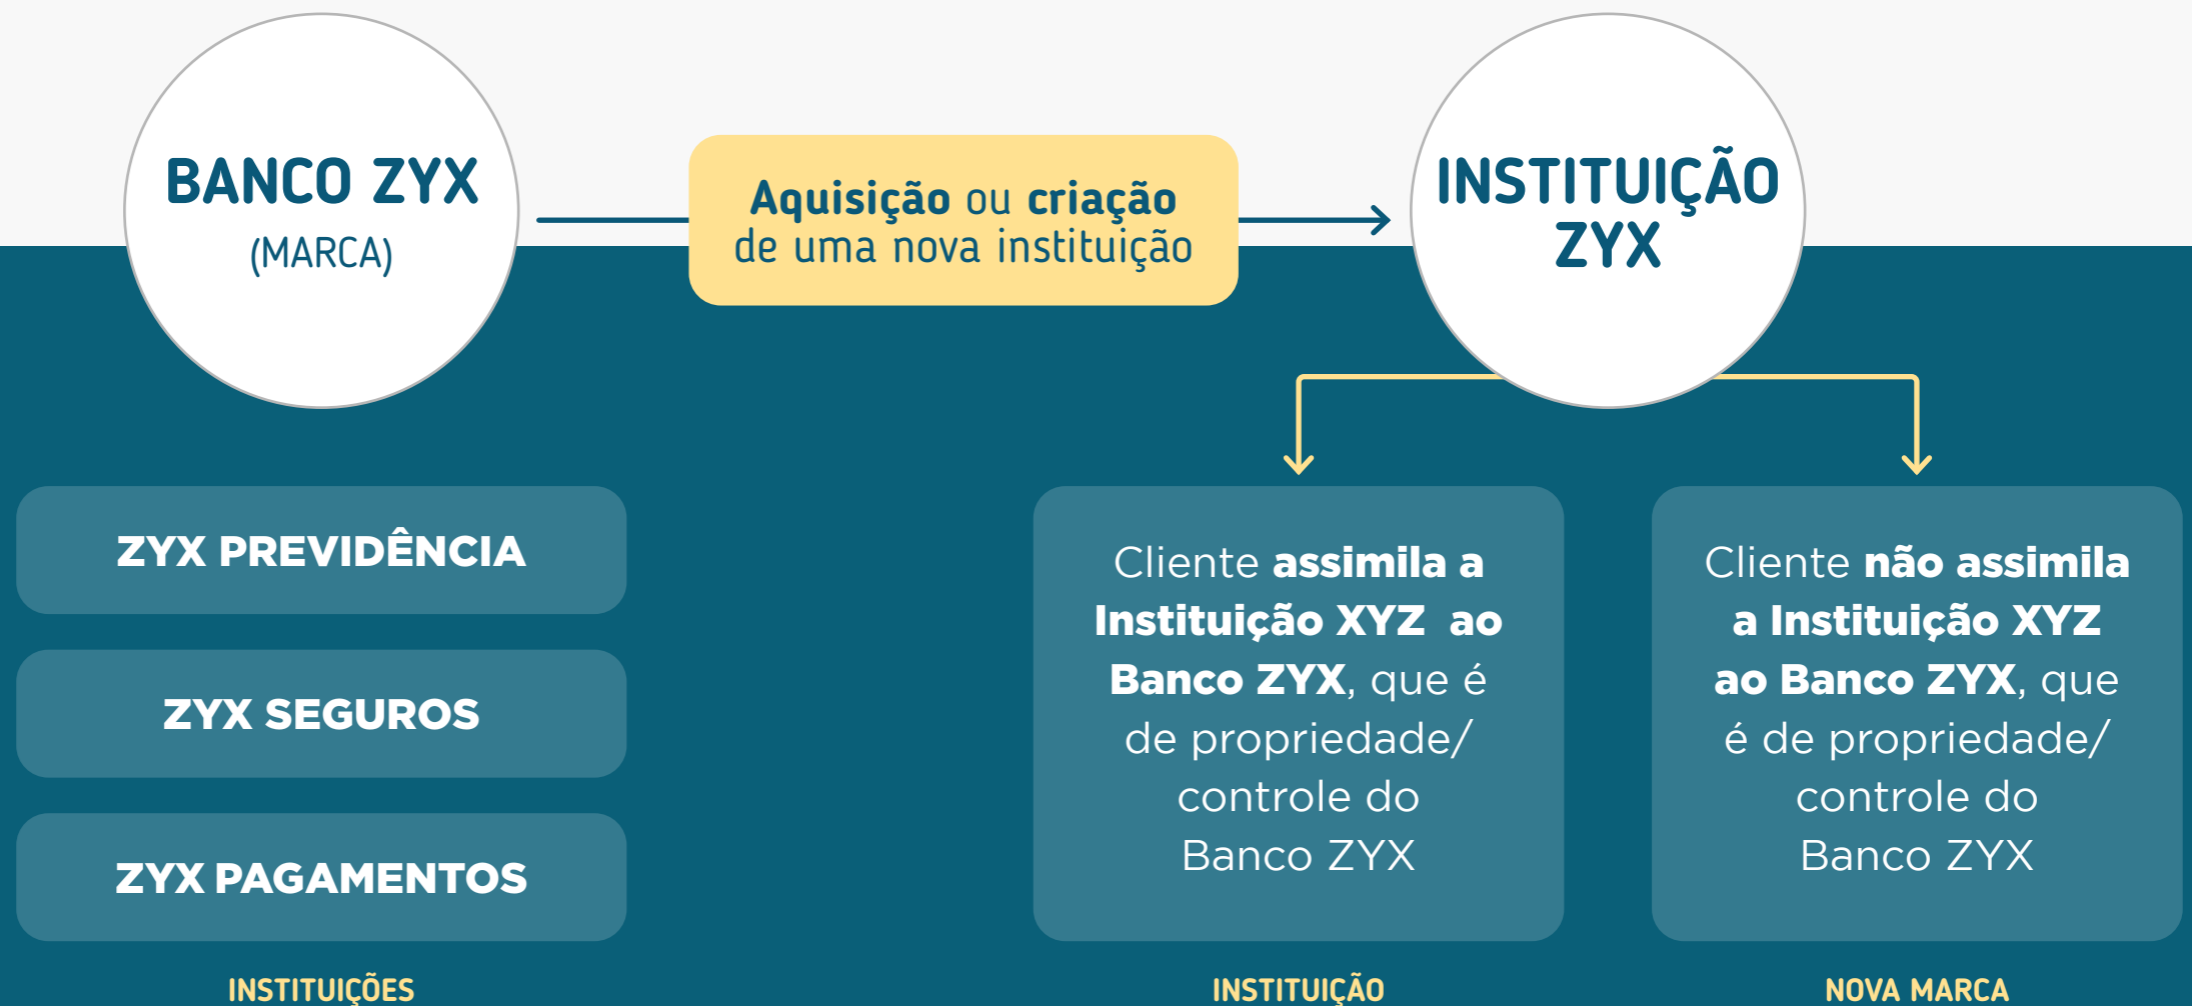 BANCO ZYX
(MARCA)
Aquisição ou criação
de uma nova instituição
INSTITUIÇÃO
ZYX
ZYX PREVIDÊNCIA
ZYX SEGUROS
ZYX PAGAMENTOS
INSTITUIÇÕES
Cliente assimila a
Instituição XYZ ao
Banco ZYX, que é
de propriedade/
controle do
Banco ZYX
INSTITUIÇÃO
Cliente não assimila
a Instituição XYZ
ao Banco ZYX, que
é de propriedade/
controle do
Banco ZYX
NOVA MARCA